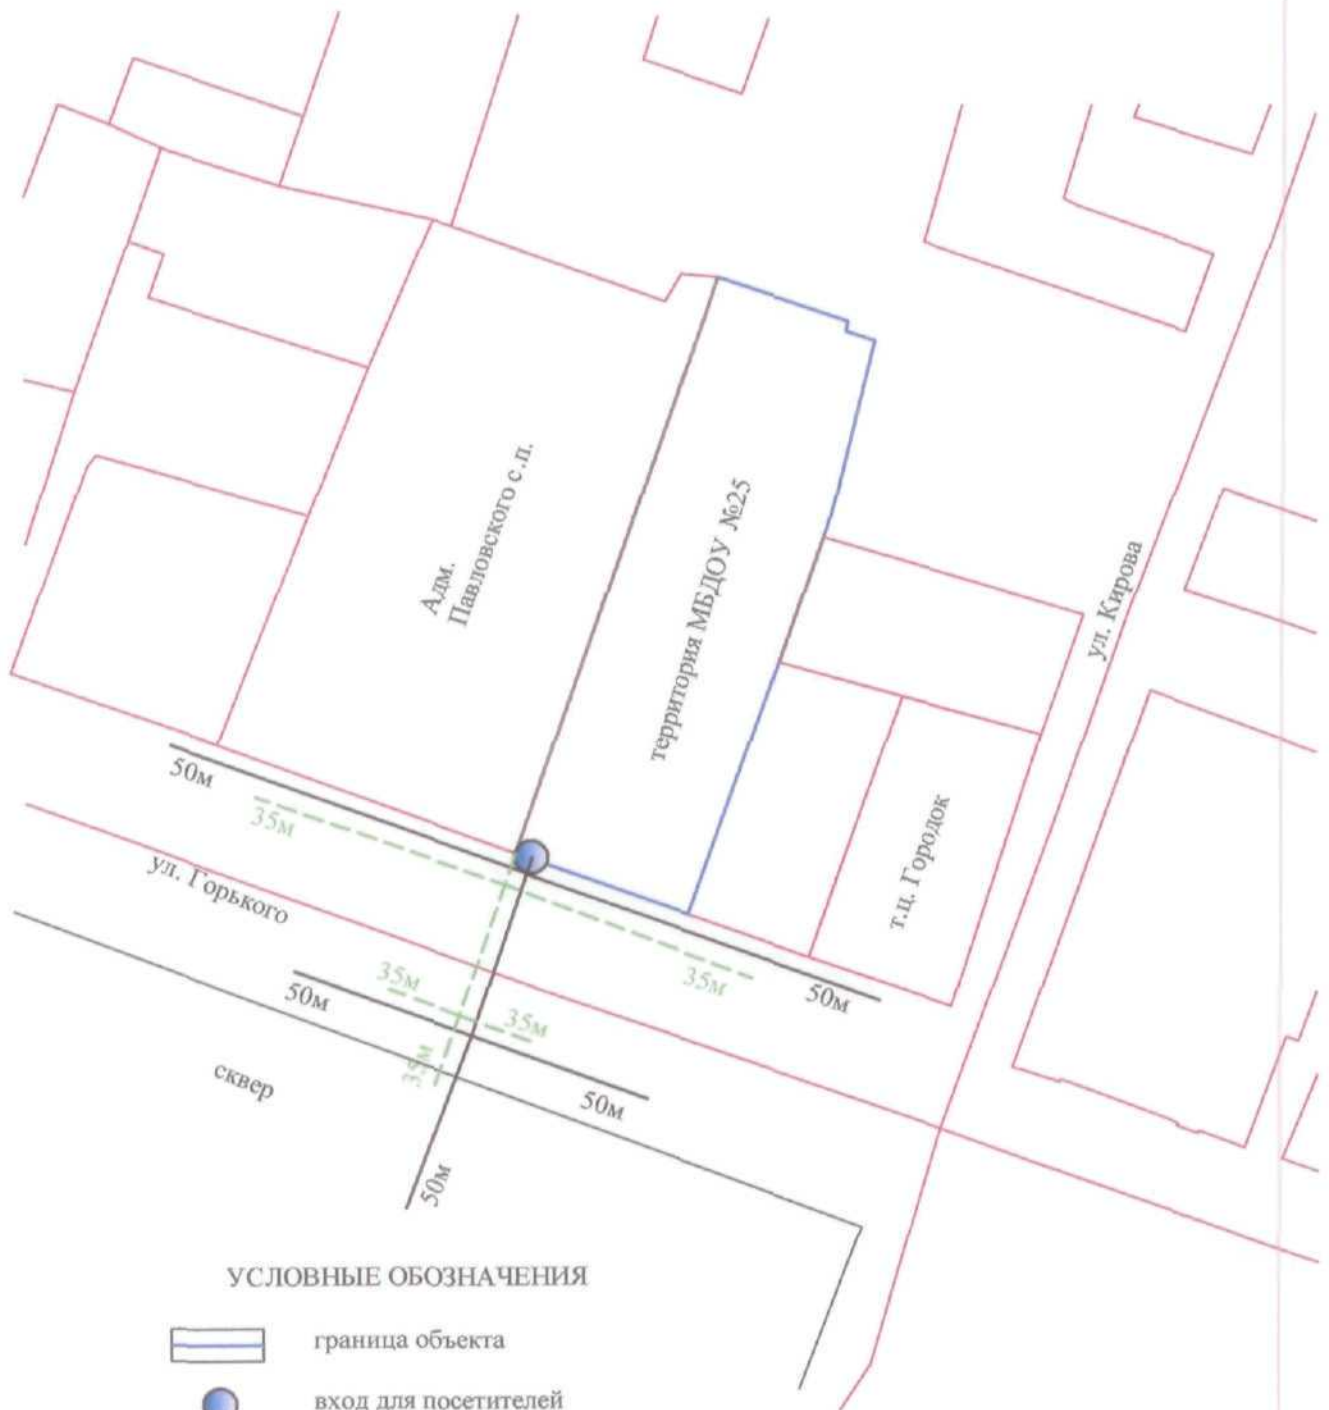 Адм.
Павловского с.п.
территория МБДОУ №25
ул. Кирова
50м
35м
ул. Горького
т.ц. Городок
35м
50м
35м
50м
35м
35м
50м
сквер
50м
УСЛОВНЫЕ ОБОЗНАЧЕНИЯ
граница объекта
вход для посетителей